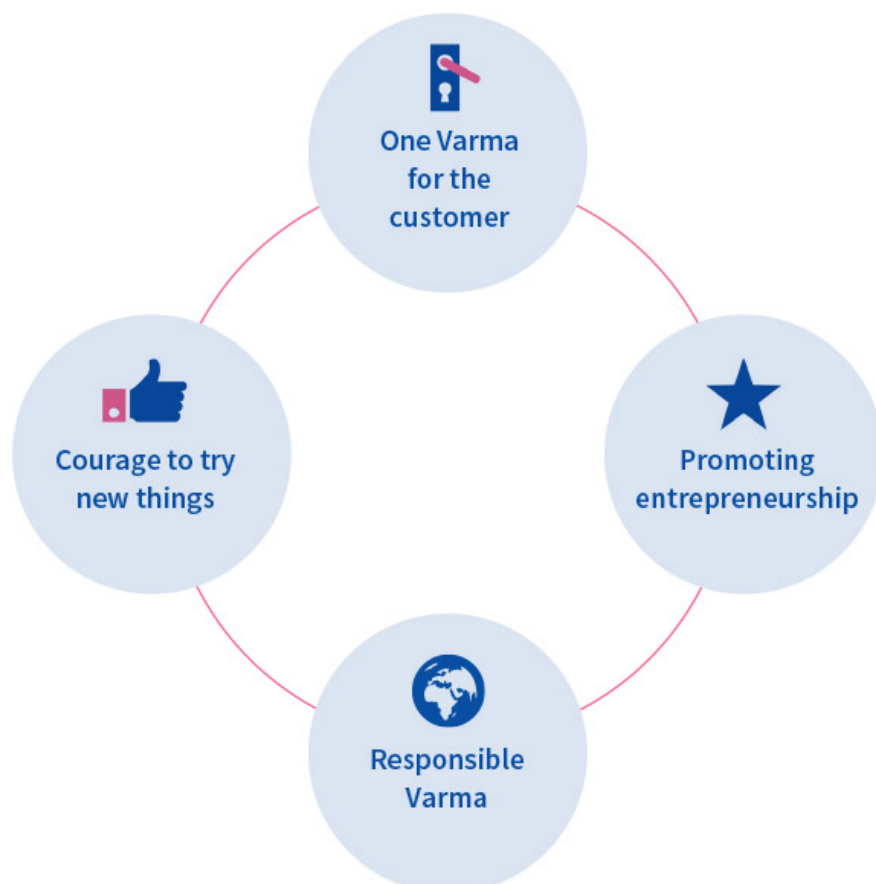 One Varma
for the
customer
Courage to try
new things
Promoting
entrepreneurship
Responsible
Varma